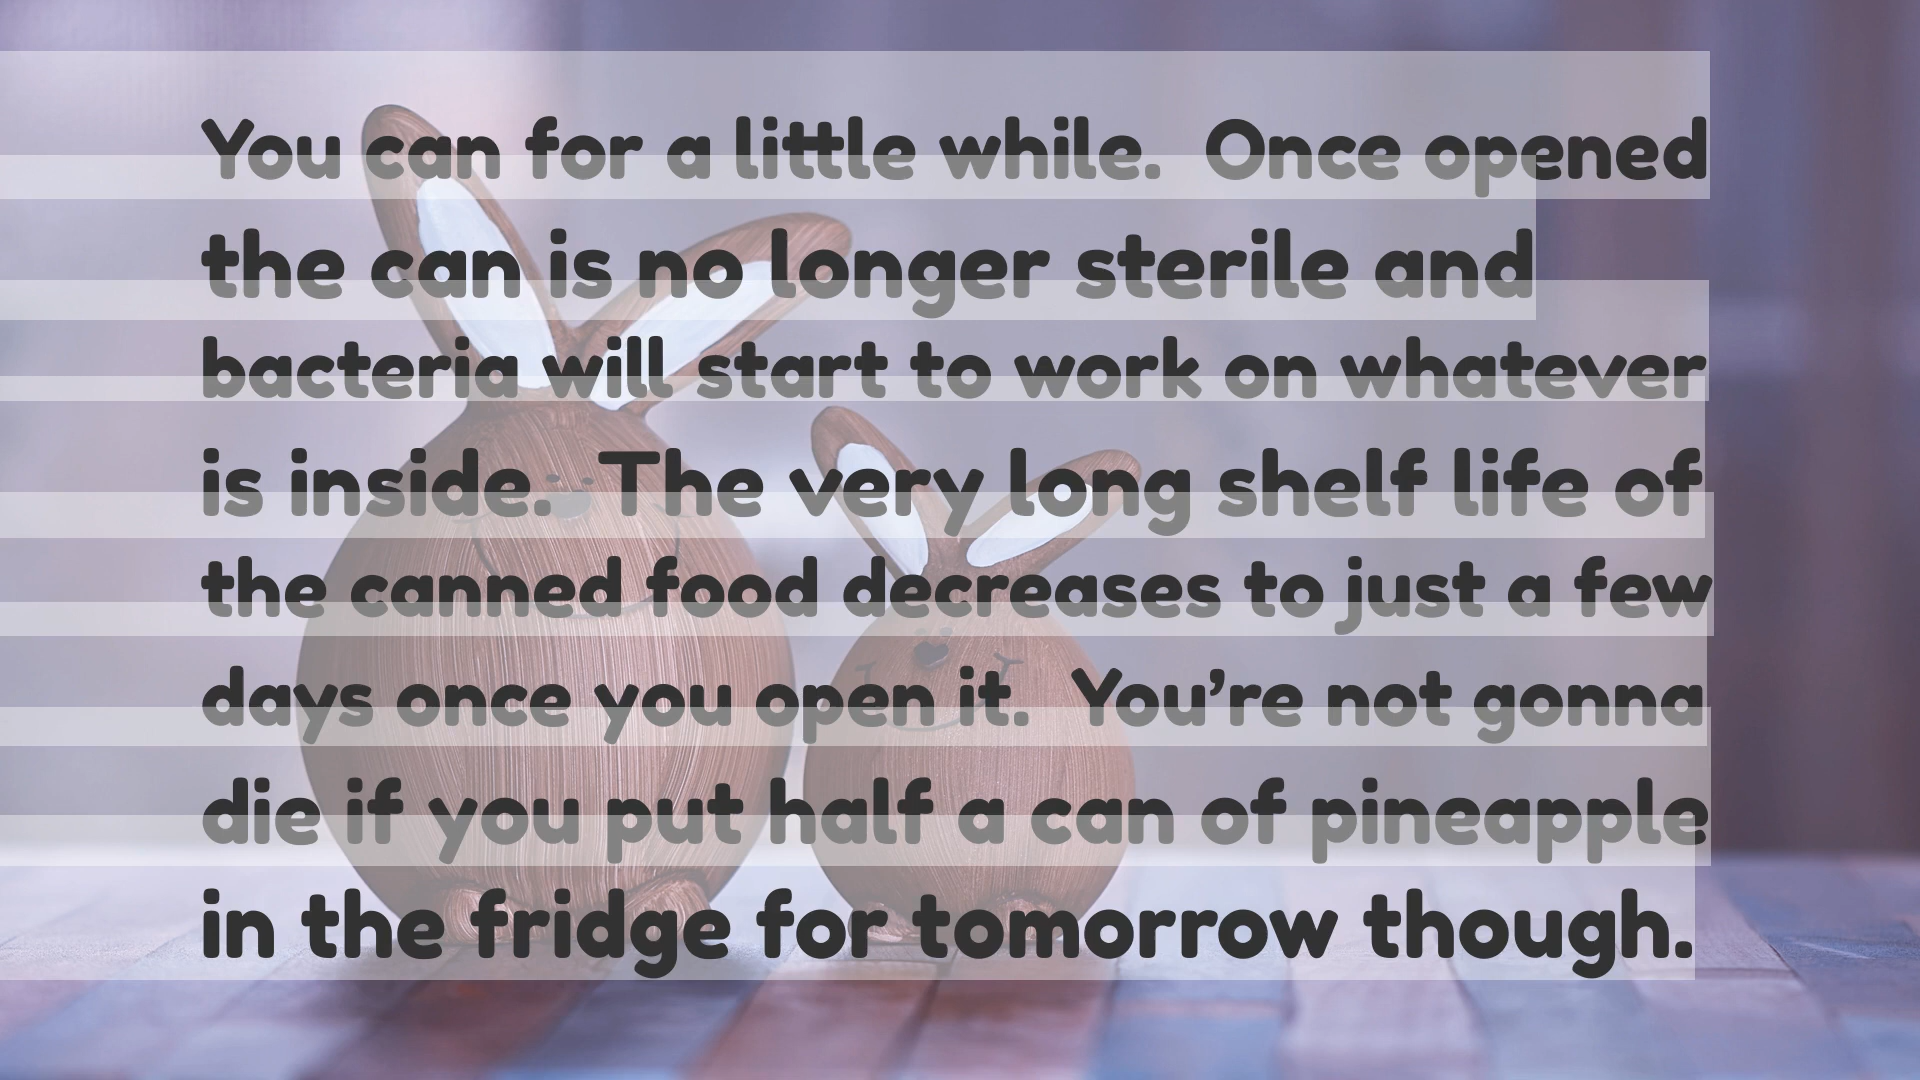 You can for a little while.  Once opened
the can is no longer sterile and
bacteria will start to work on whatever
is inside.  The very long shelf life of
the canned food decreases to just a few
days once you open it.  You’re not gonna
die if you put half a can of pineapple
in the fridge for tomorrow though.